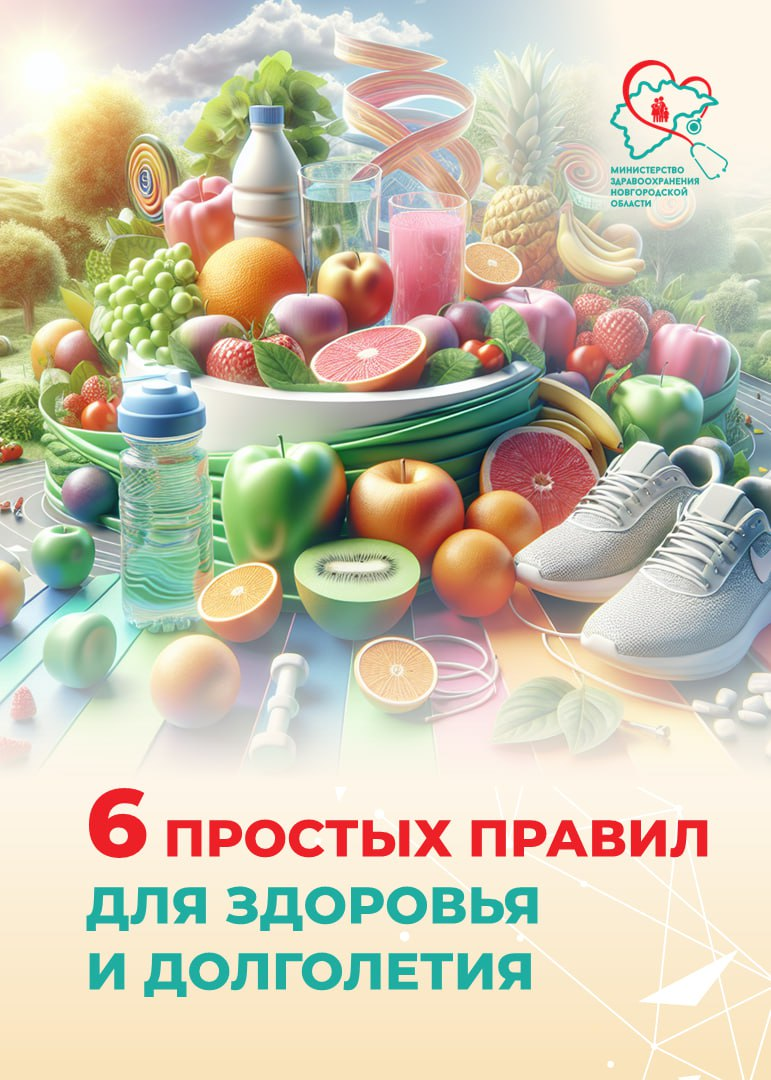 МИНИСТЕРСТВО
ЗДРАВООХРАНЕНИЯ
НОВГОРОДСКОЙ
ОБЛАСТИ
6 ПРОСТЫХ ПРАВИЛ
ДЛЯ ЗДОРОВЬЯ
И ДОЛГОЛЕТИЯ